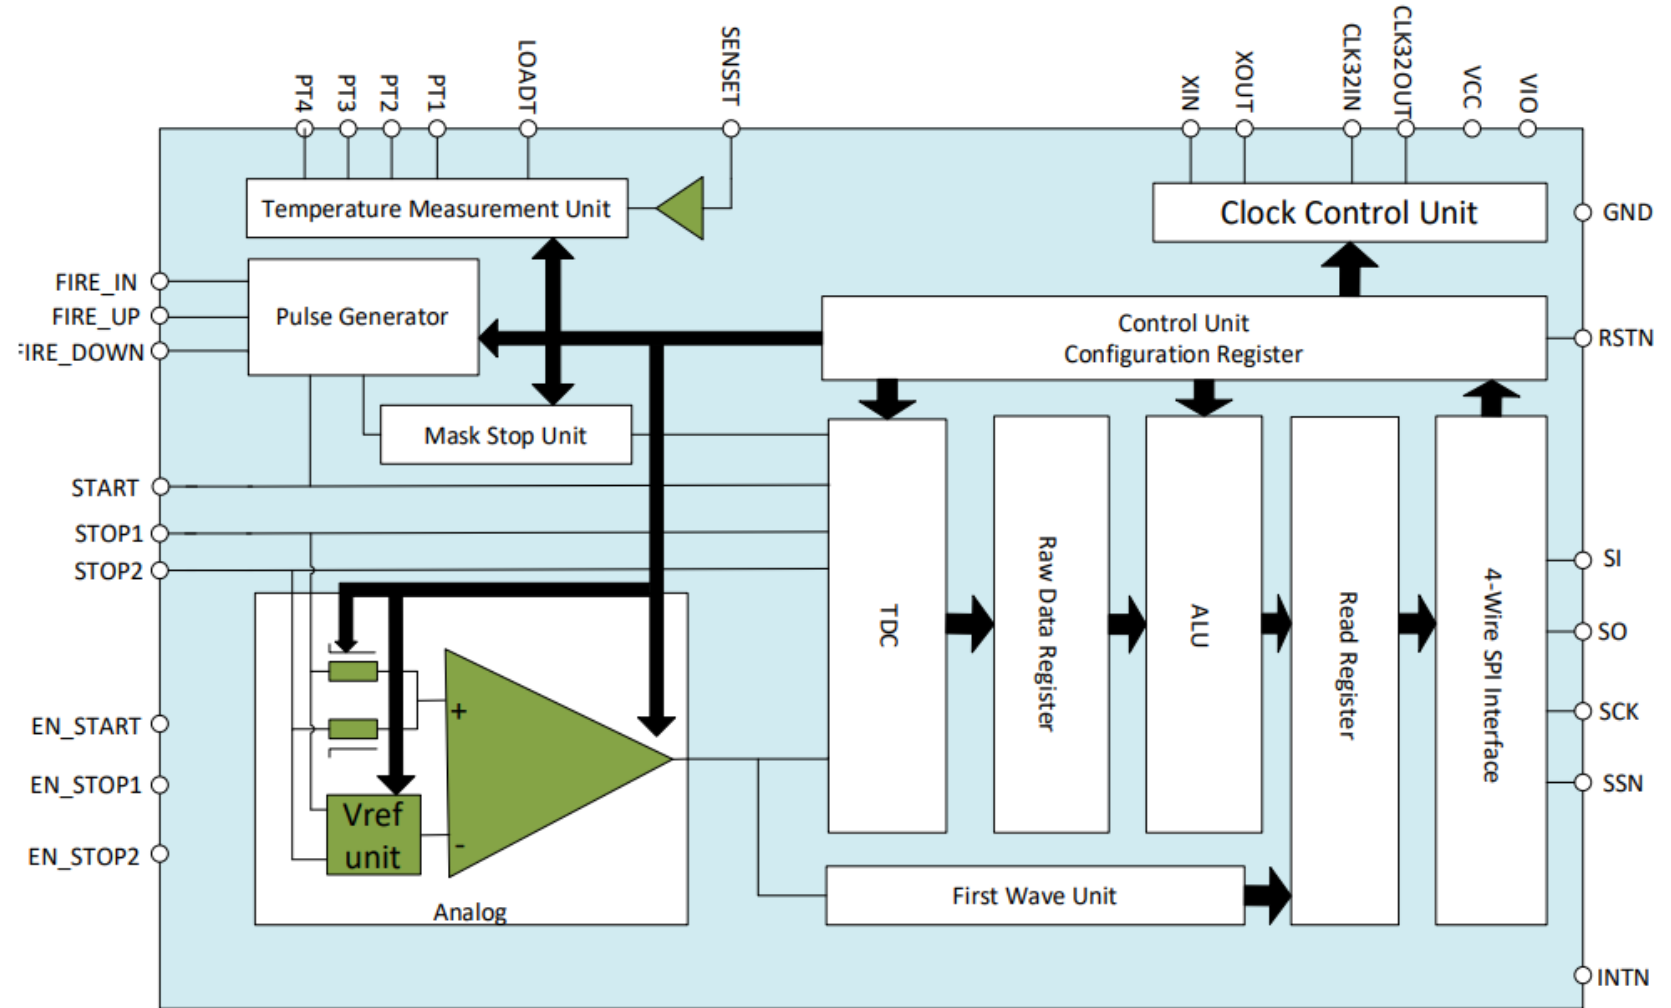 PT4
PT3
PT2
PT1
LOADT
SENSET
XIN
XOUT
CLK32IN
CLK32OUT
VCC
VIO
Temperature Measurement Unit
Clock Control Unit
GND
FIRE_IN
FIRE_UP
FIRE_DOWN
Pulse Generator
Control Unit
Configuration Register
RSTN
Mask Stop Unit
START
STOP1
STOP2
TDC
Raw Data
Register
ALU
Read Register
4-Wire SPI Interface
SI
SO
SCK
SSN
EN_START
EN_STOP1
EN_STOP2
+
-
Vref
unit
Analog
First Wave Unit
INTN